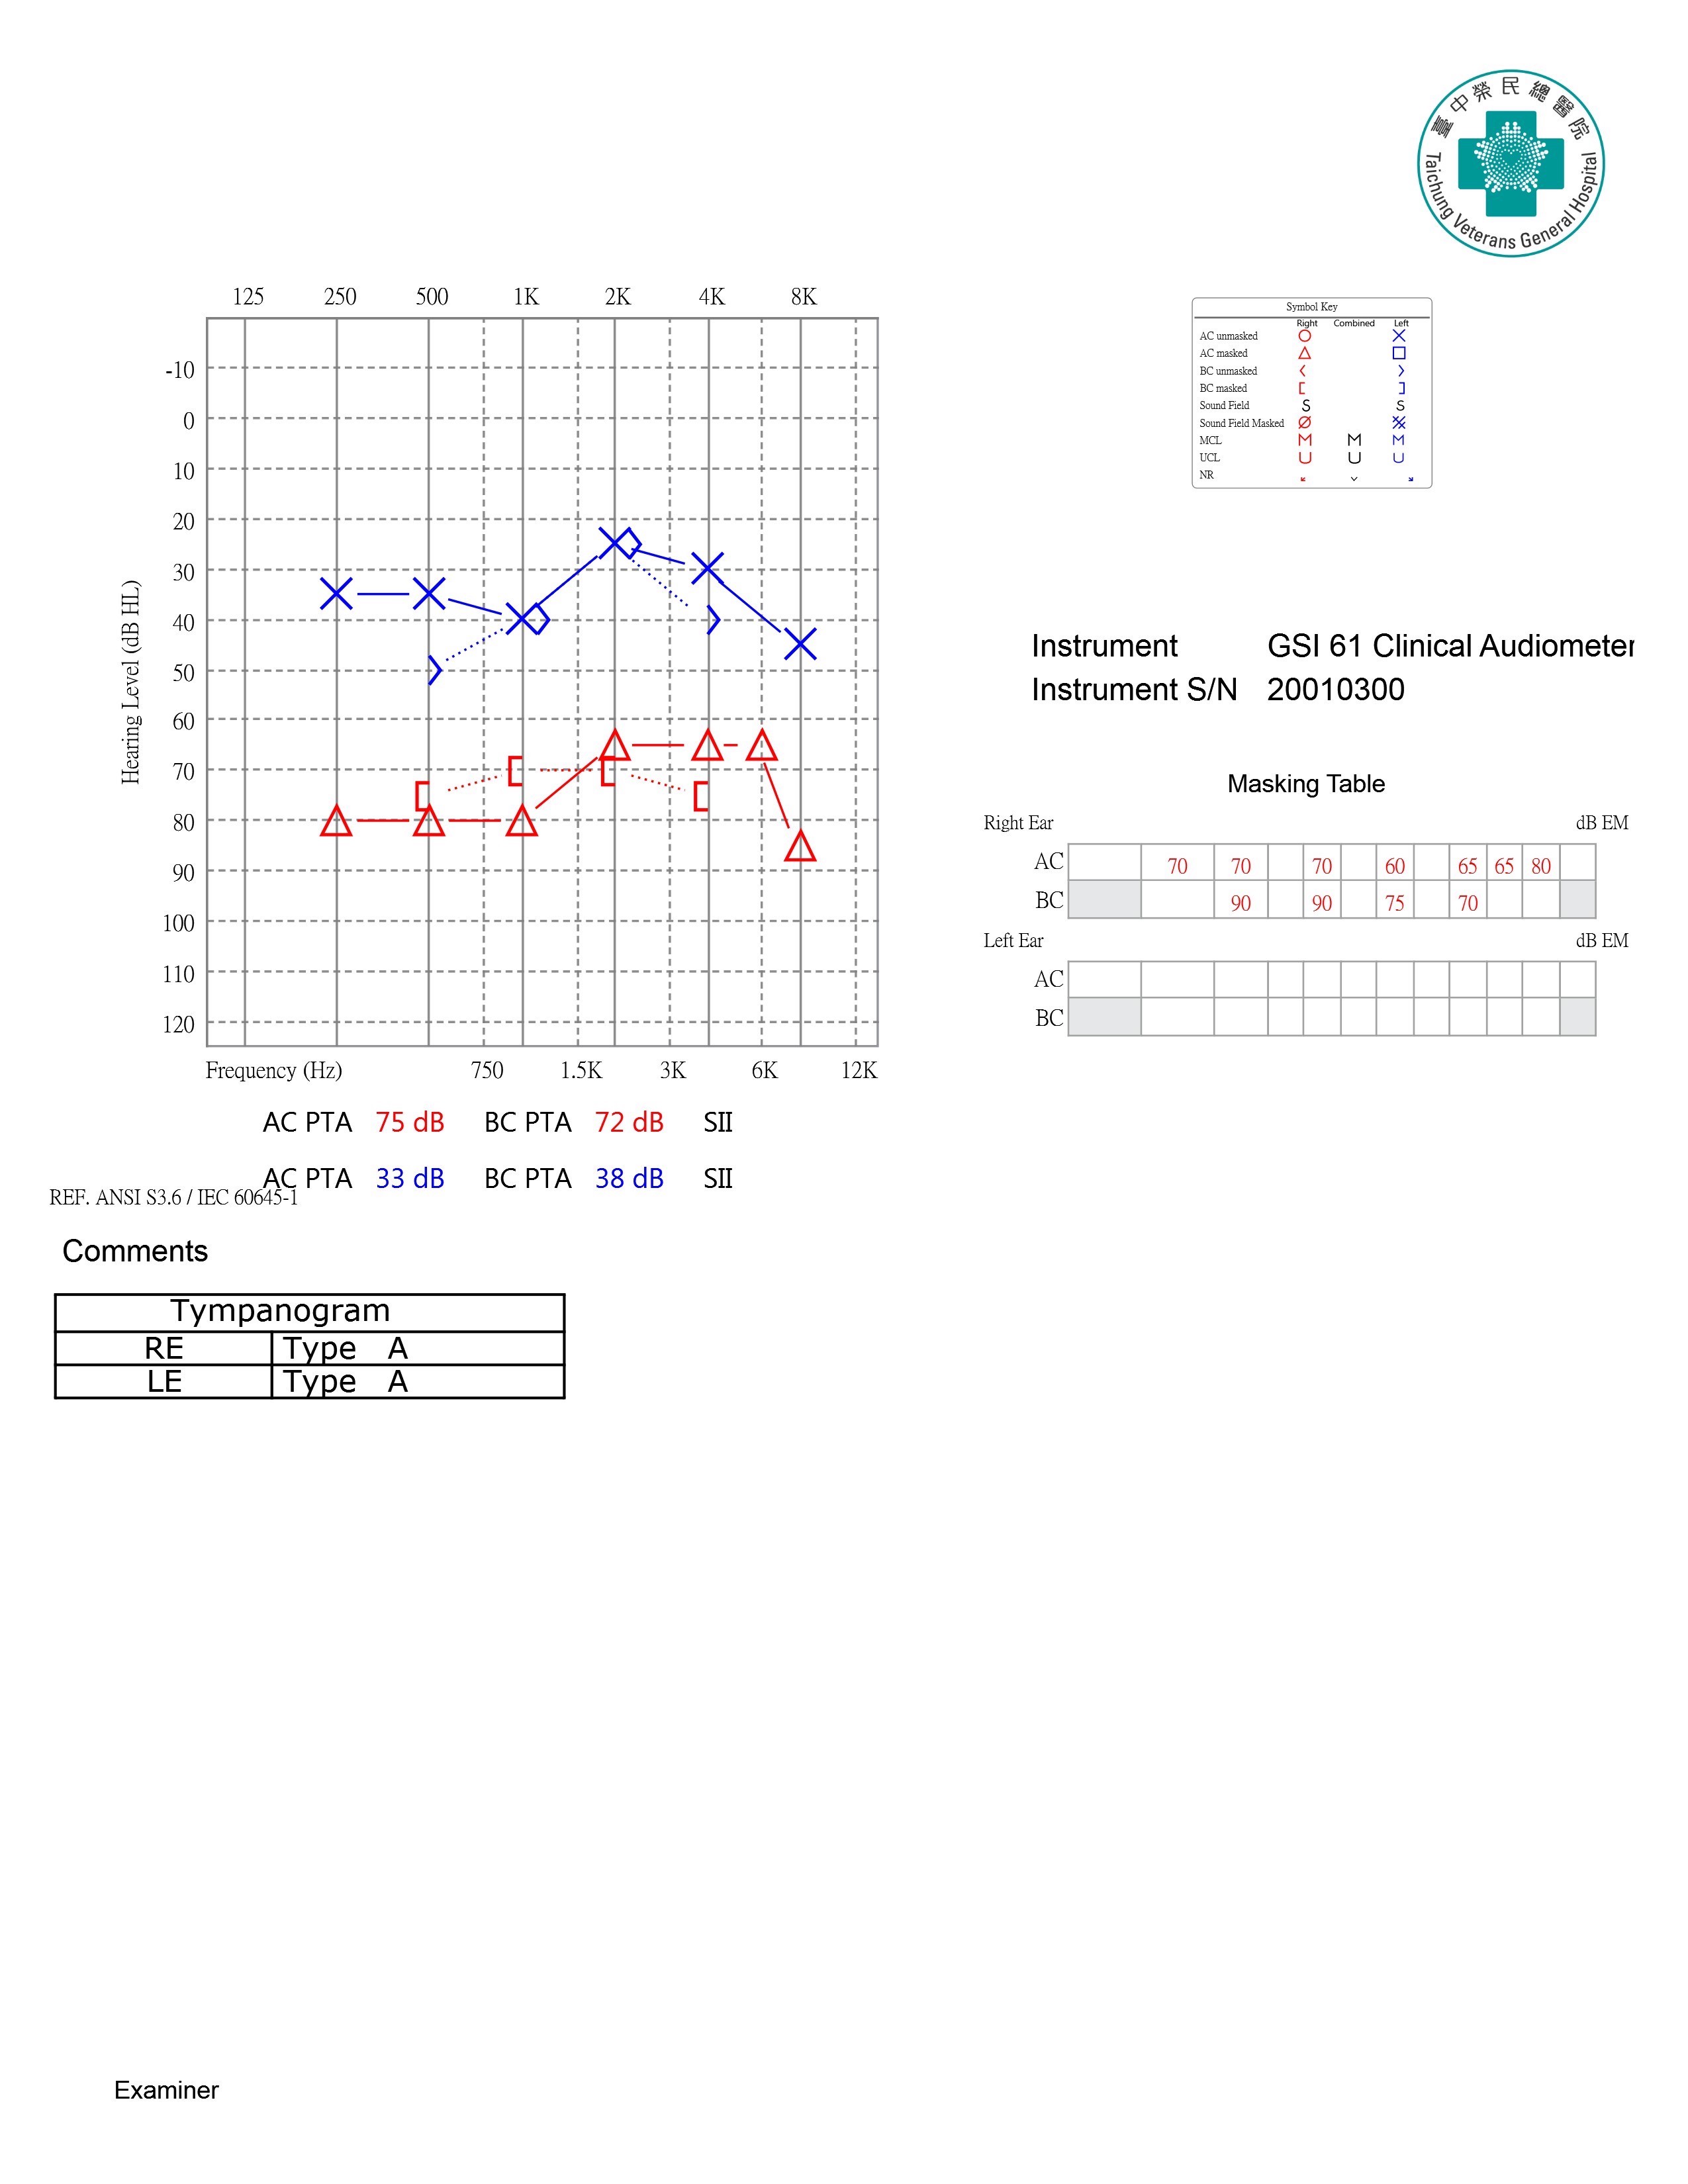 臺中榮民總醫院
Taichung Veterans General Hospital
125 250 500 1K 2K 4K 8K
Symbol Key
Right Combined Left
AC unmasked
AC masked
BC unmasked
BC masked
Sound Field S S
Sound Field Masked
MCL M M M
UCL U U U
NR
-10
0
10
20
30
40
50
60
70
80
90
100
110
120
Hearing Level (dB HL)
Frequency (Hz) 750 1.5K 3K 6K 12K
Instrument GSI 61 Clinical Audiometer
Instrument S/N 20010300
Masking Table
Right Ear dB EM
AC 70 70 70 60 65 65 80
BC 90 90 75 70
Left Ear dB EM
AC
BC
AC PTA 75 dB BC PTA 72 dB SII
AC PTA 33 dB BC PTA 38 dB SII
REF. ANSI S3.6 / IEC 60645-1
Comments
Tympanogram
RE Type A
LE Type A
Examiner